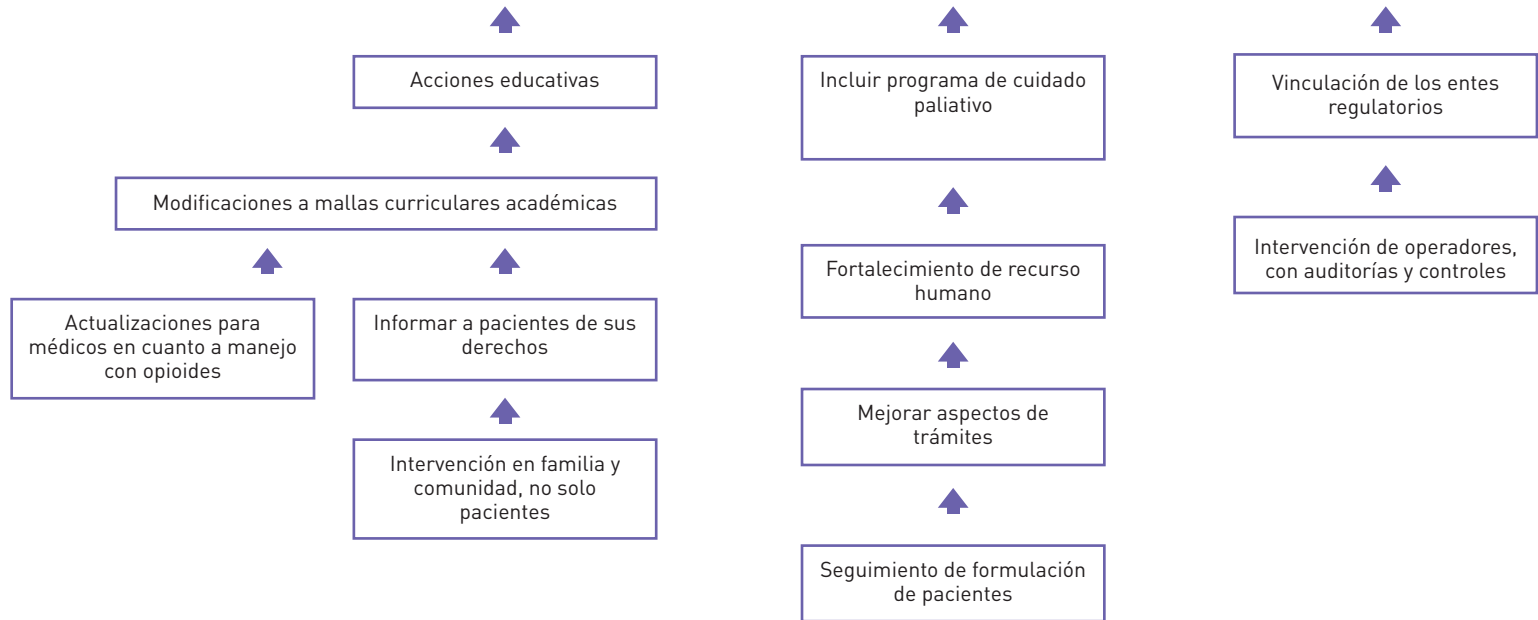 Acciones educativas
Modificaciones a mallas curriculares académicas
Actualizaciones para
médicos en cuanto a manejo
con opioides
Informar a pacientes de sus
derechos
Intervención en familia y
comunidad, no solo
pacientes
Incluir programa de cuidado
paliativo
Fortalecimiento de recurso
humano
Mejorar aspectos de
trámites
Seguimiento de formulación
de pacientes
Vinculación de los entes
regulatorios
Intervención de operadores,
con auditorías y controles